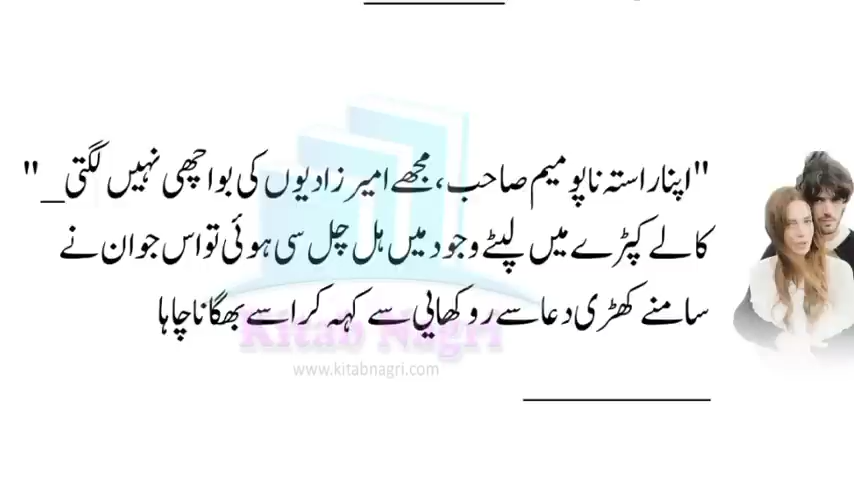 "اپنا راستہ ناپو میم صاحب، مجھے امیر زادیوں کی بو اچھی نہیں لگتی_"
کالے کپڑے میں لپٹے وجود میں ہل چل سی ہوئی تو اس جوان نے
سامنے کھڑی دعا سے روکھایی سے کہہ کر اسے بھگانا چاہا
Kitab Nagri
www.kitabnagri.com